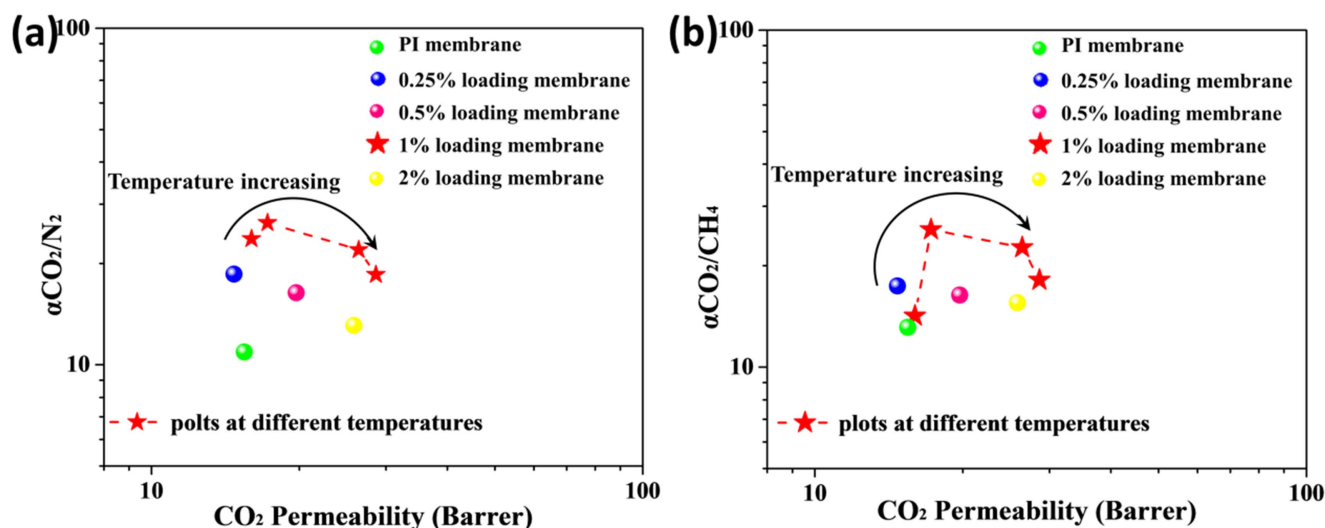 (a)
100
10
αCO₂/N₂
PI membrane
0.25% loading membrane
0.5% loading membrane
1% loading membrane
2% loading membrane
Temperature increasing
polts at different temperatures
10
100
CO₂ Permeability (Barrer)
(b)
100
10
αCO₂/CH₄
PI membrane
0.25% loading membrane
0.5% loading membrane
1% loading membrane
2% loading membrane
Temperature increasing
plots at different temperatures
10
100
CO₂ Permeability (Barrer)